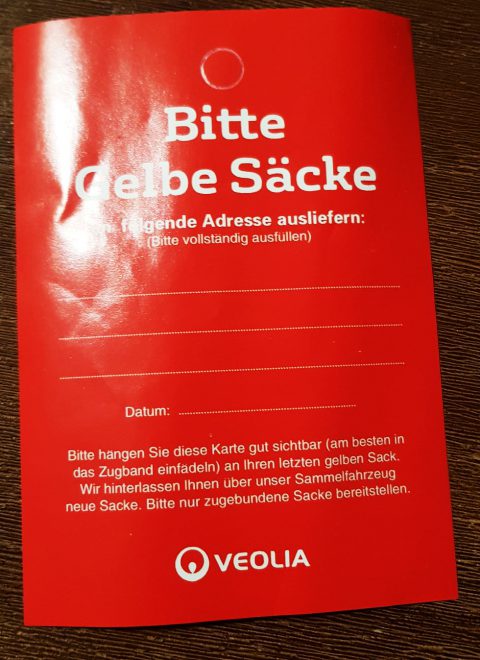 Bitte
Gelbe Säcke
folgende Adresse ausliefern:
(Bitte vollständig ausfüllen)
Datum:
Bitte hängen Sie diese Karte gut sichtbar (am besten in
das Zugband einfädeln) an Ihren letzten gelben Sack.
Wir hinterlassen Ihnen über unser Sammelfahrzeug
neue Sacke. Bitte nur zugebundene Sacke bereitstellen.
VEOLIA